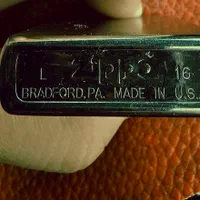 L Zippo 16
BRADFORD, PA. MADE IN U.S.